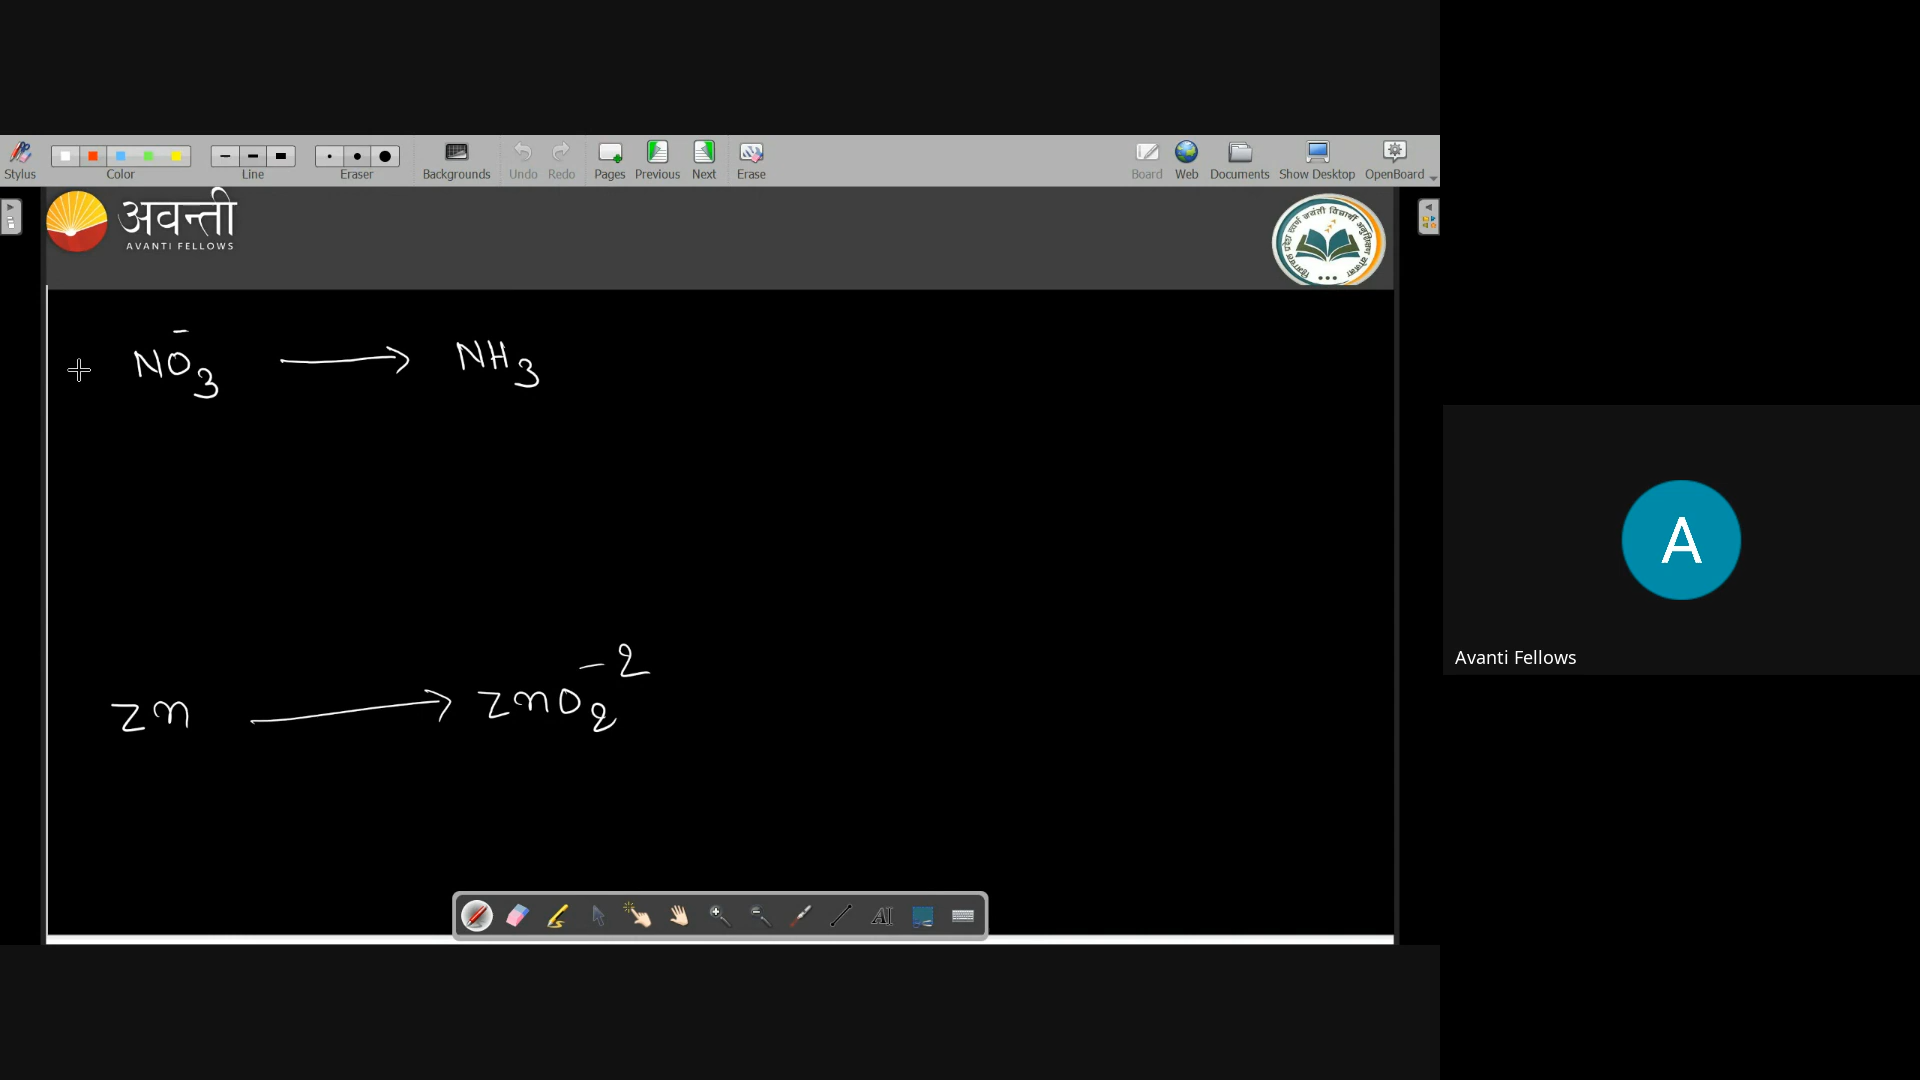 Stylus Color Line Eraser Backgrounds Undo Redo Pages Previous Next Erase Board Web Documents Show Desktop OpenBoard
अवन्ती
AVANTI FELLOWS
NO₃⁻ ⟶ NH₃
Zn ⟶ ZnO₂⁻²
A
Avanti Fellows